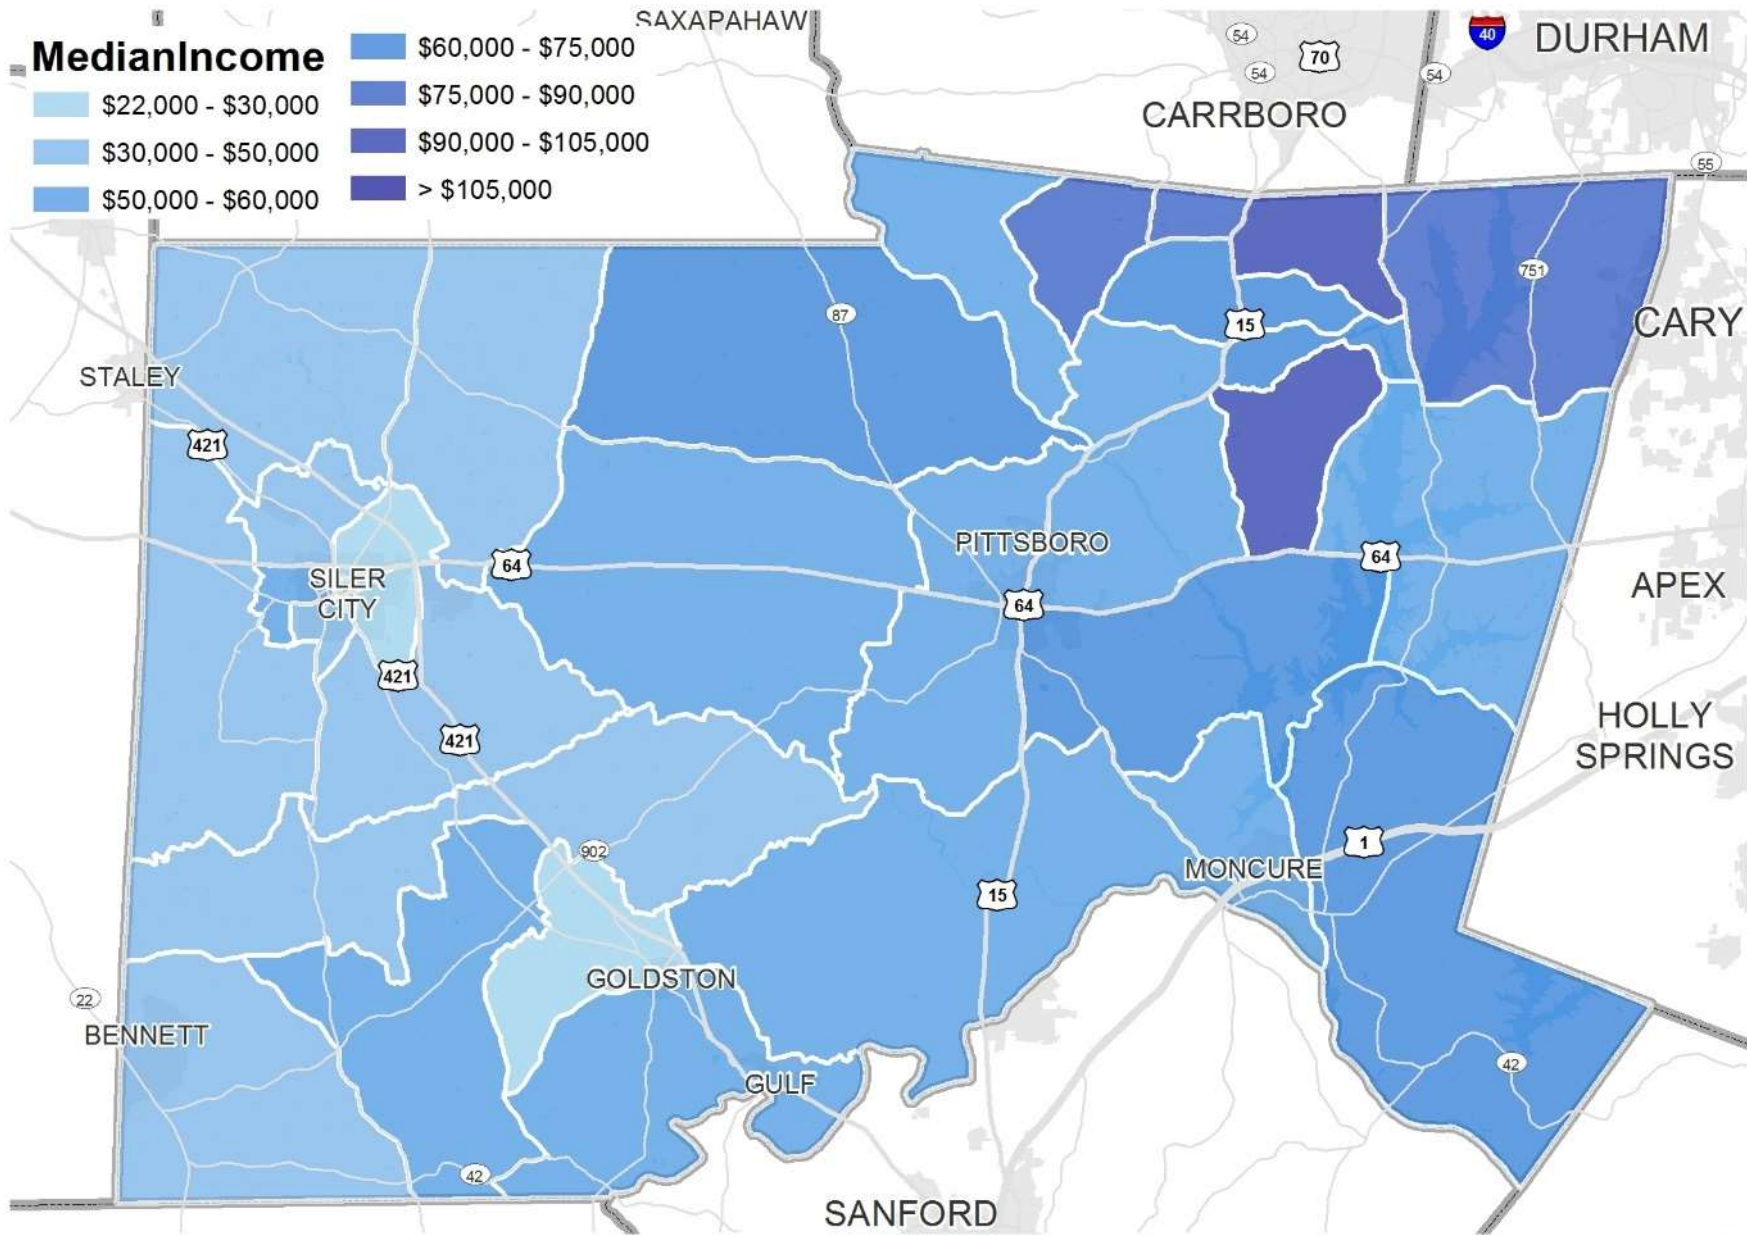 MedianIncome
$22,000 - $30,000
$30,000 - $50,000
$50,000 - $60,000
$60,000 - $75,000
$75,000 - $90,000
$90,000 - $105,000
> $105,000
SAXAPAHAW
54
70
40
DURHAM
54
54
CARRBORO
55
751
87
15
CARY
STALEY
421
PITTSBORO
64
64
SILER
CITY
APEX
64
421
HOLLY
SPRINGS
421
1
902
MONCURE
15
GOLDSTON
22
BENNETT
42
GULF
42
SANFORD